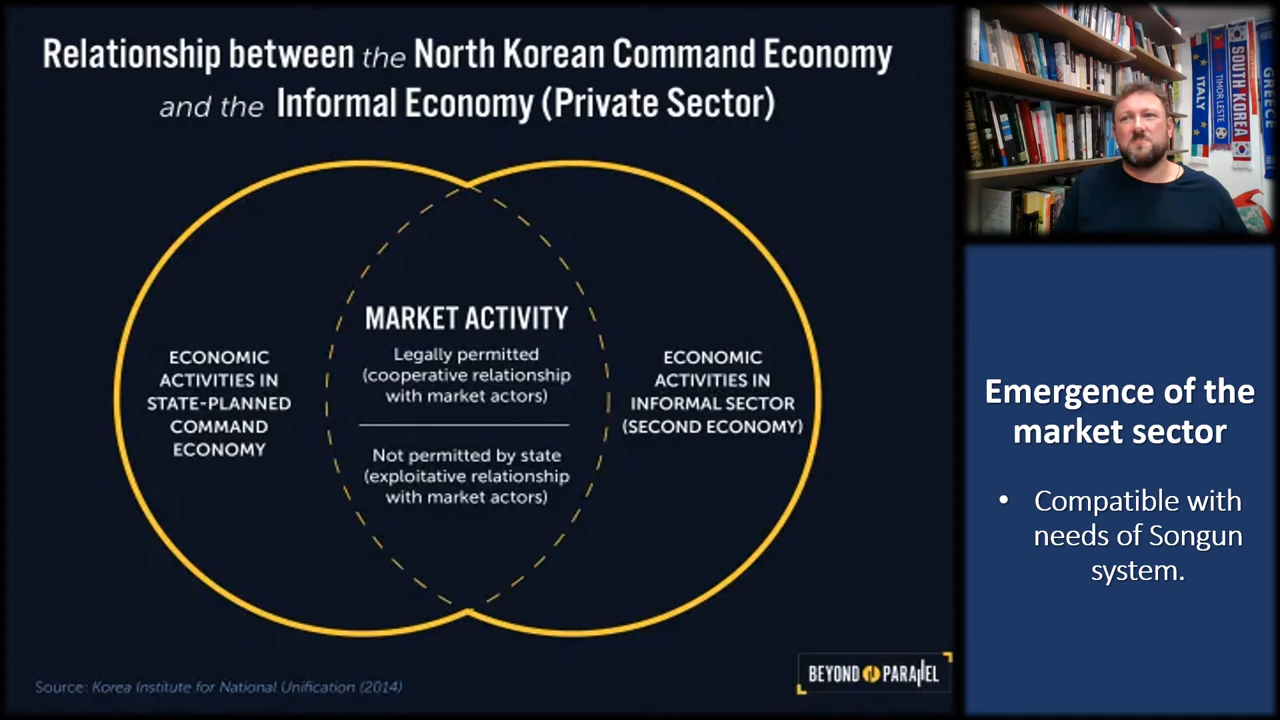 Relationship between the North Korean Command Economy
and the Informal Economy (Private Sector)
MARKET ACTIVITY
Legally permitted
(cooperative relationship
with market actors)
Not permitted by state
(exploitative relationship
with market actors)
ECONOMIC
ACTIVITIES IN
STATE-PLANNED
COMMAND
ECONOMY
ECONOMIC
ACTIVITIES IN
INFORMAL SECTOR
(SECOND ECONOMY)
Source: Korea Institute for National Unification (2014)
BEYOND PARALLEL
ITALY
TIMOR LESTE
SOUTH KOREA
GREECE
Emergence of the
market sector
• Compatible with
needs of Songun
system.